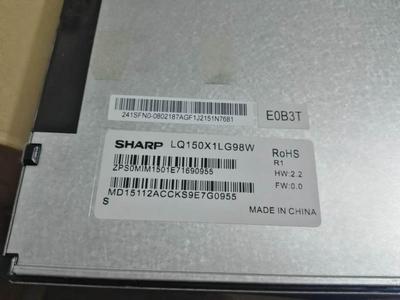 241SFN0-0802187AGF1J2151N7681
E0B3T
SHARP LQ150X1LG98W
RoHS
ZPS0MIM1501E71690955
R1
HW:2.2
FW:0.0
MD15112ACCKS9E7G0955
S
MADE IN CHINA